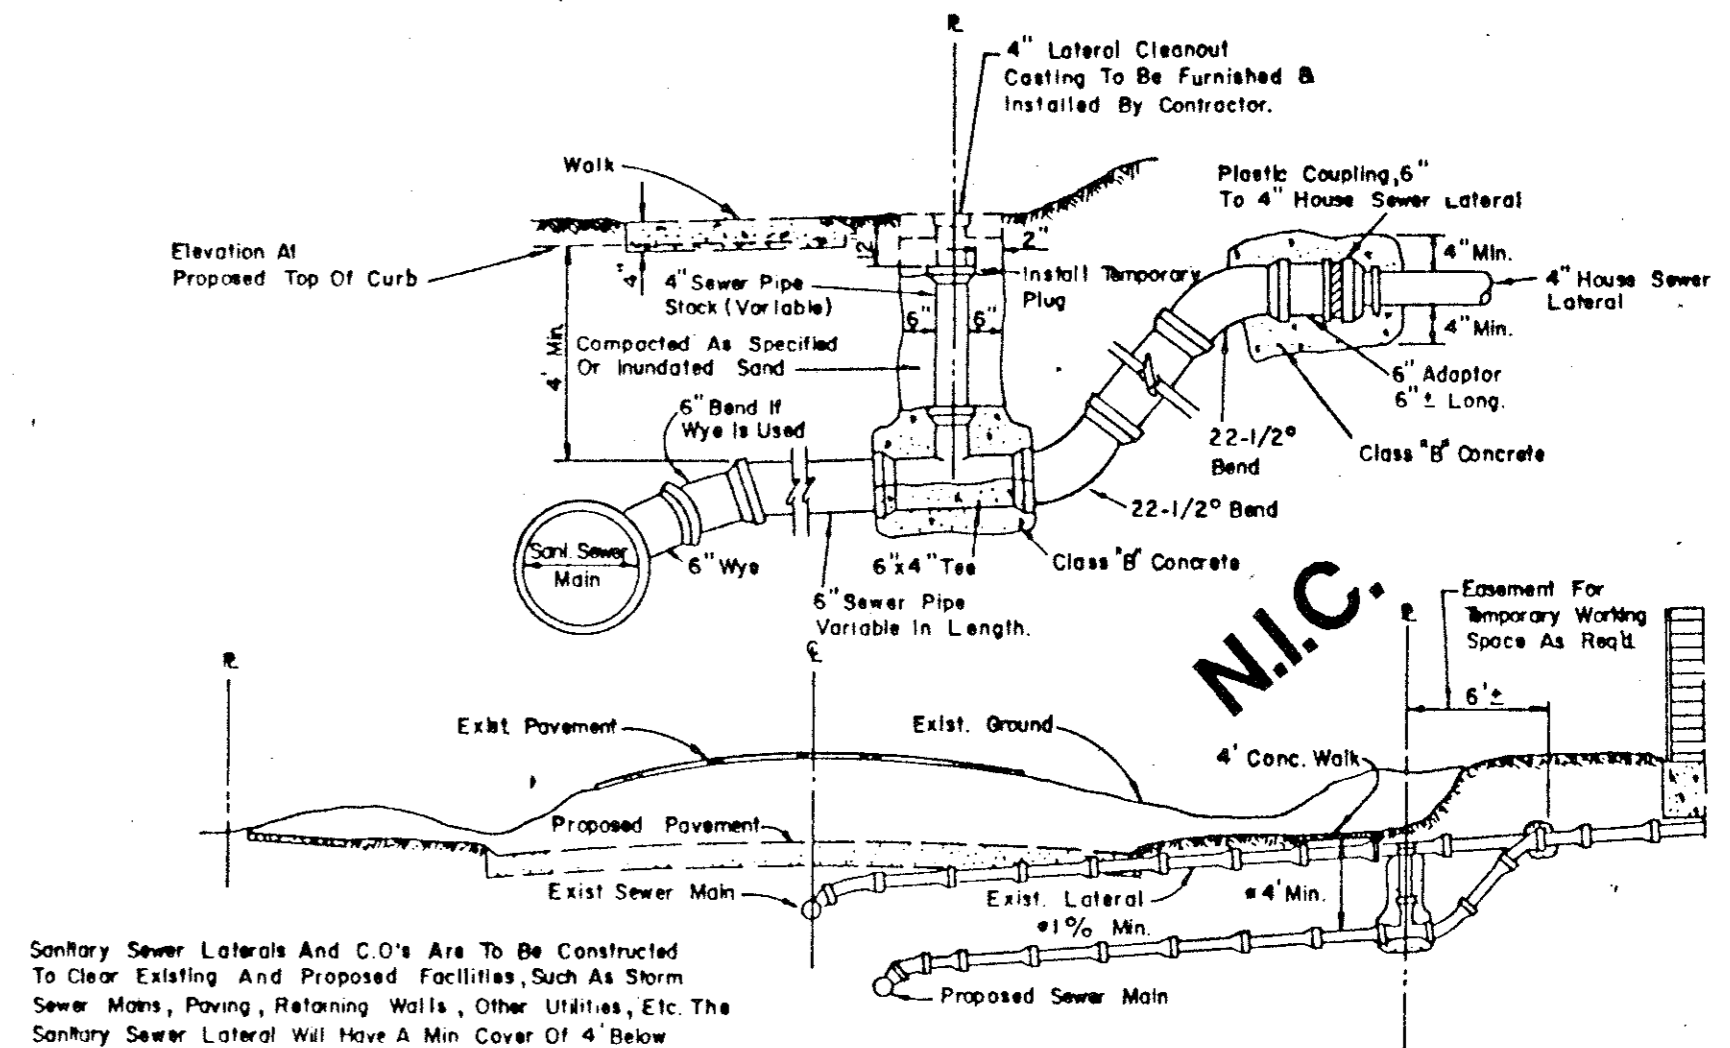 ℞
4" Lateral Cleanout
Casting To Be Furnished &
Installed By Contractor.
Walk
Plastic Coupling, 6"
To 4" House Sewer Lateral
Elevation At
Proposed Top Of Curb
4"
12
2"
4" Sewer Pipe
Stack (Variable)
Install Temporary
Plug
4" Min.
4" House Sewer
Lateral
4" Min.
6" 6"
4' Min.
Compacted As Specified
Or Inundated Sand
6" Adaptor
6" ± Long.
6" Bend If
Wye Is Used
22-1/2°
Bend
Class "B" Concrete
22-1/2° Bend
Sani. Sewer
Main
6" Wye
6"x4" Tee
Class "B" Concrete
6" Sewer Pipe
Variable In Length.
N.I.C.
Easement For
Temporary Working
Space As Req'd.
6' ±
Exist. Pavement
Exist. Ground
4' Conc. Walk
Proposed Pavement
Exist Sewer Main
Exist. Lateral
*1% Min.
*4' Min.
Proposed Sewer Main
Sanitary Sewer Laterals And C.O's Are To Be Constructed
To Clear Existing And Proposed Facilities, Such As Storm
Sewer Mains, Paving, Retaining Walls, Other Utilities, Etc. The
Sanitary Sewer Lateral Will Have A Min Cover Of 4' Below